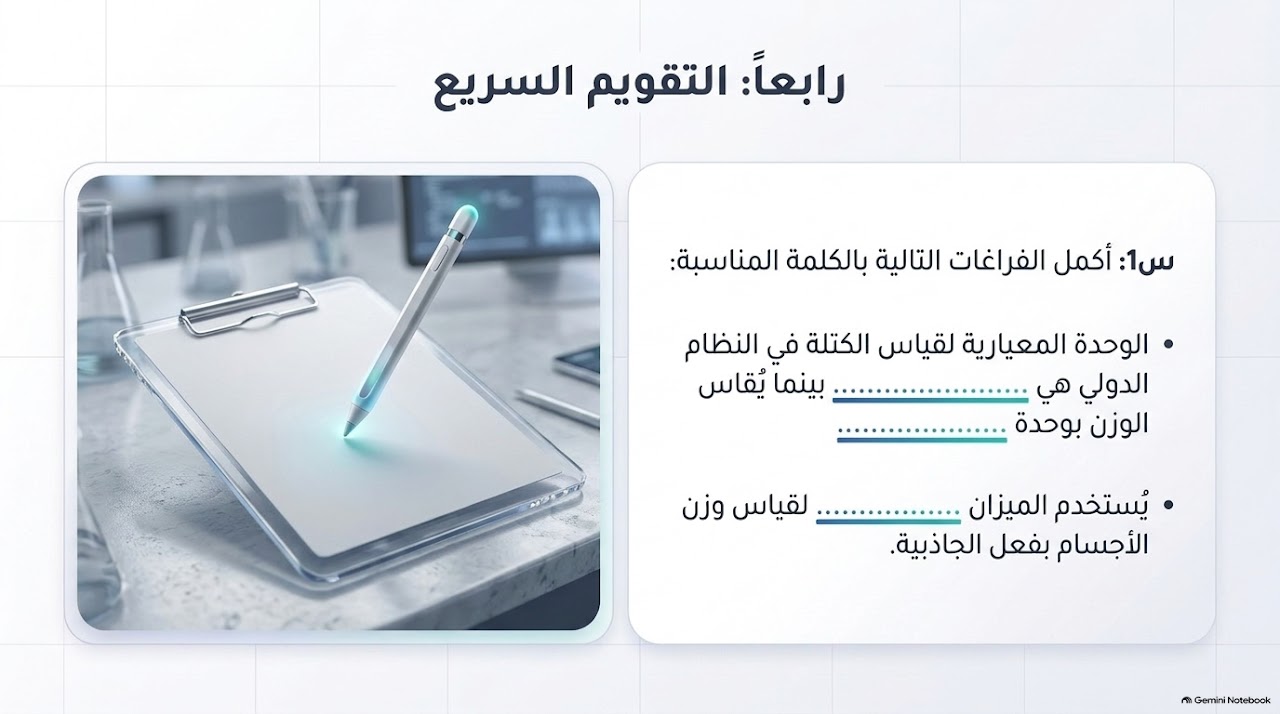 رابعاً: التقويم السريع
س1: أكمل الفراغات التالية بالكلمة المناسبة:
• الوحدة المعيارية لقياس الكتلة في النظام
الدولي هي ........................ بينما يُقاس
الوزن بوحدة .....................
• يُستخدم الميزان .................. لقياس وزن
الأجسام بفعل الجاذبية.
Gemini Notebook